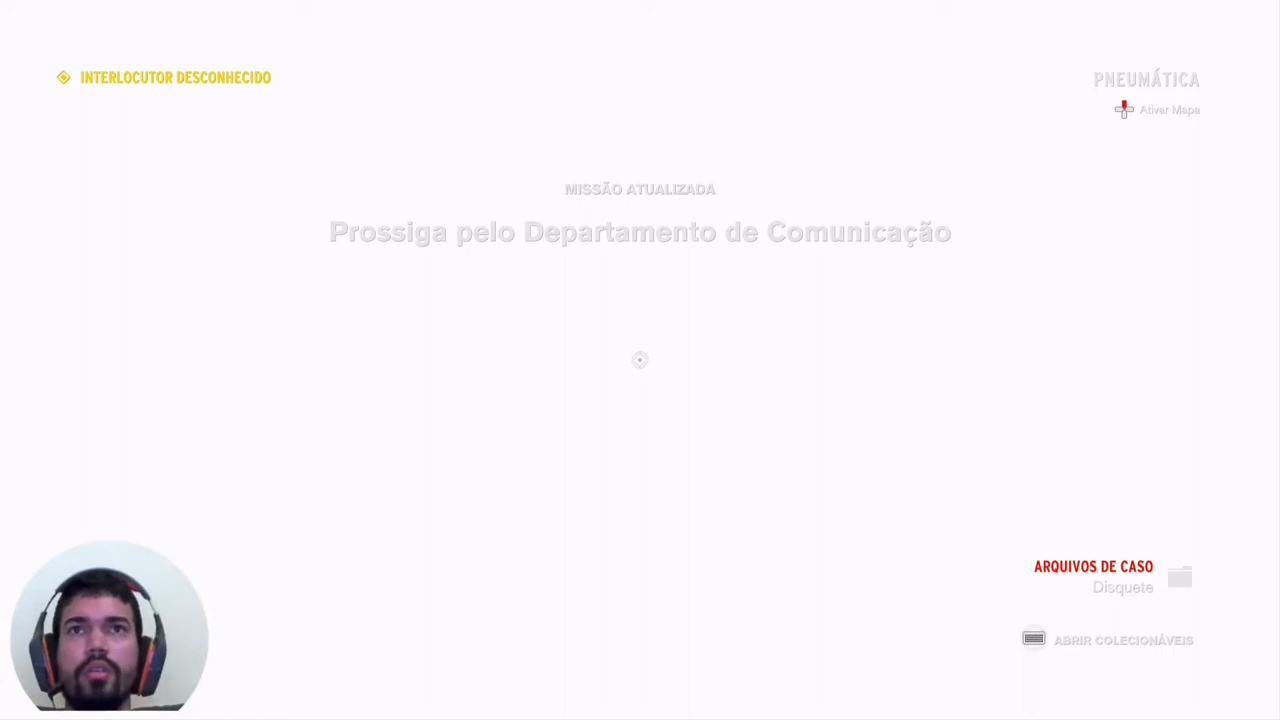 INTERLOCUTOR DESCONHECIDO
PNEUMÁTICA
Ativar Mapa
MISSÃO ATUALIZADA
Prossiga pelo Departamento de Comunicação
ARQUIVOS DE CASO
Disquete
ABRIR COLECIONÁVEIS